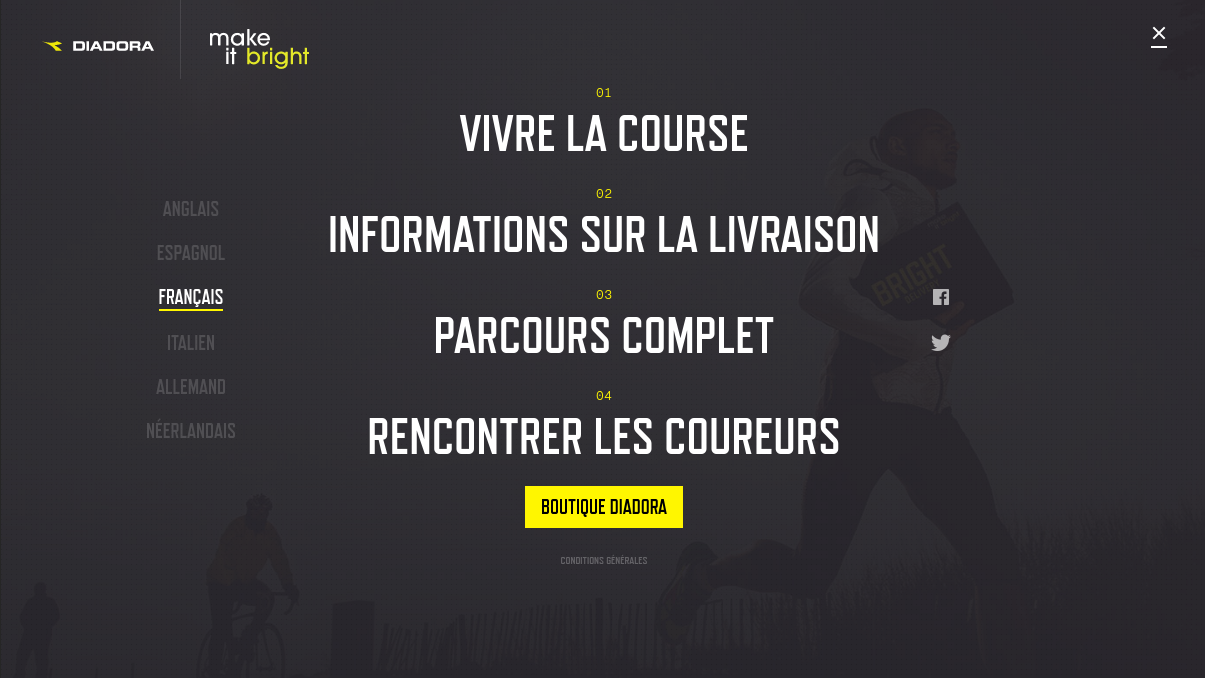 DIADORA
make
it bright
01
VIVRE LA COURSE
02
INFORMATIONS SUR LA LIVRAISON
03
PARCOURS COMPLET
04
RENCONTRER LES COUREURS
ANGLAIS
ESPAGNOL
FRANÇAIS
ITALIEN
ALLEMAND
NÉERLANDAIS
BRIGHT
BOUTIQUE DIADORA
CONDITIONS GÉNÉRALES